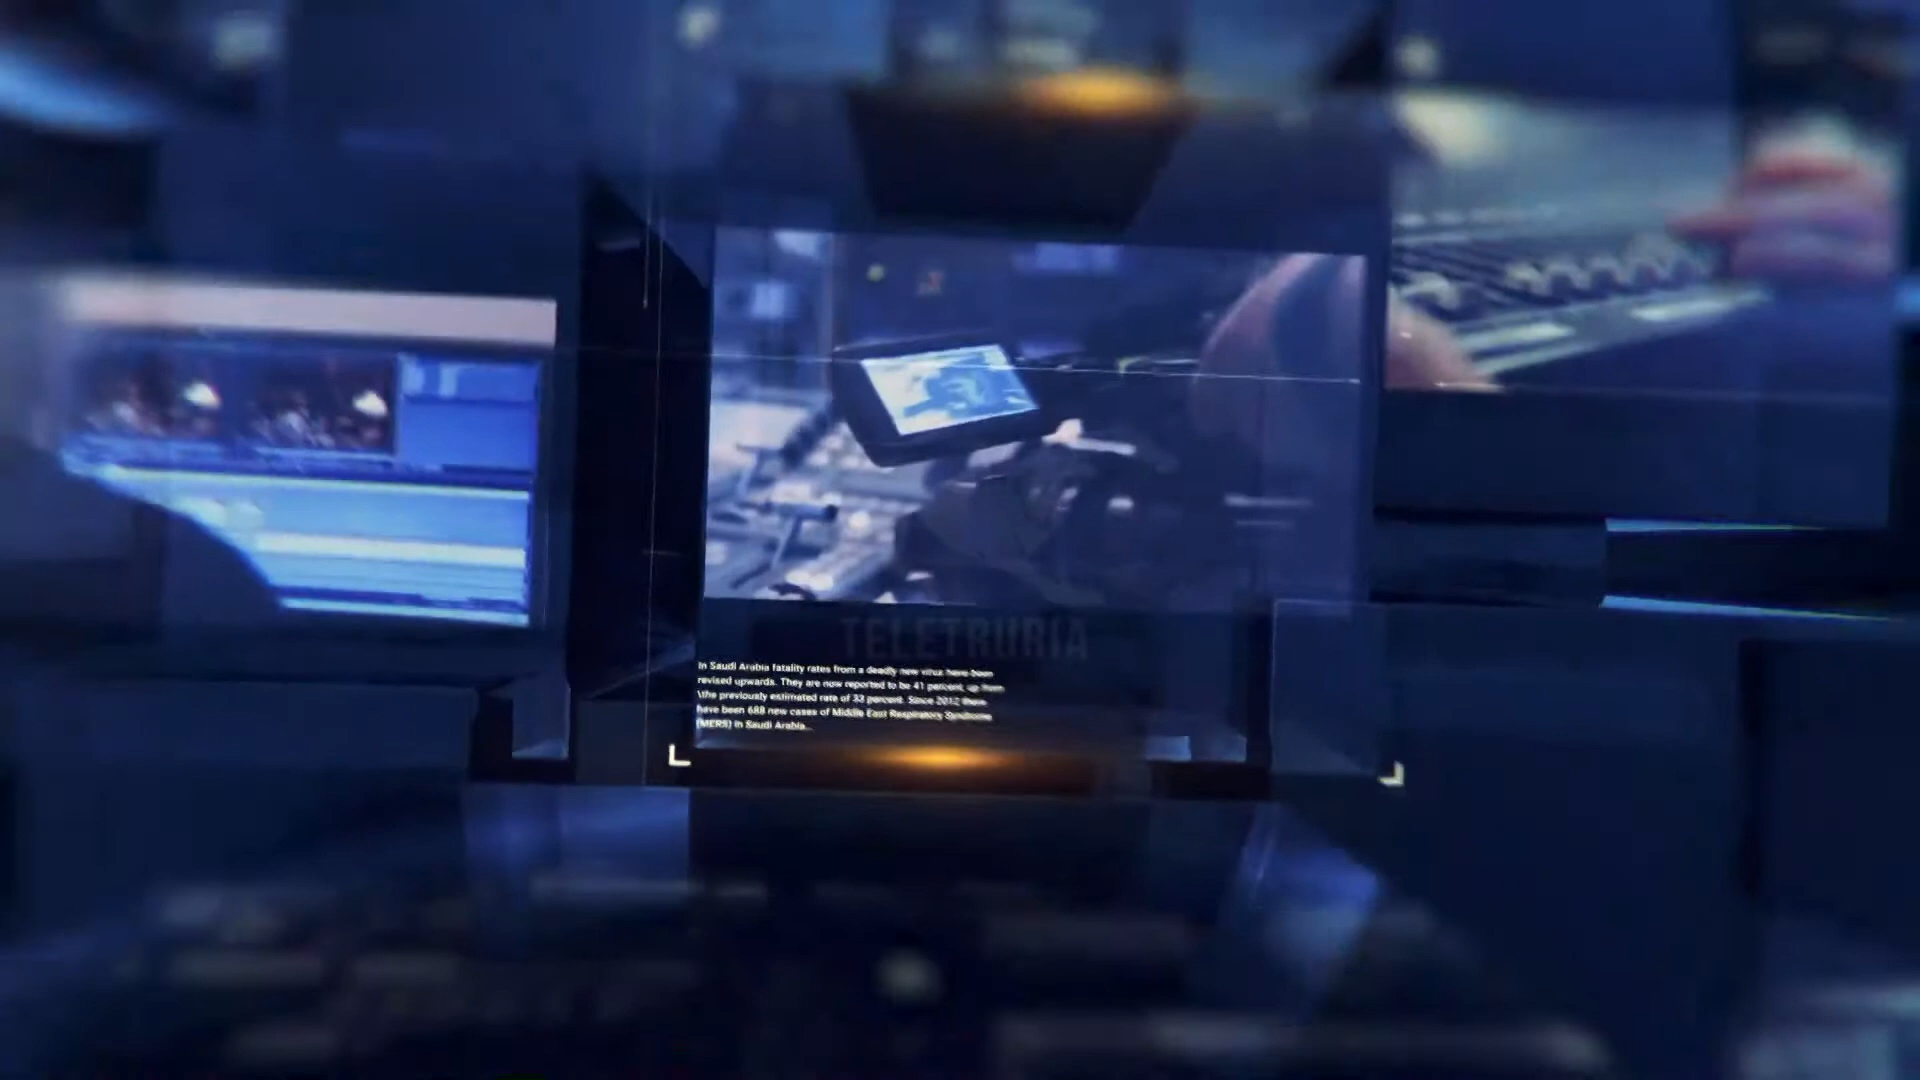 TELETRURIA
In Saudi Arabia fatality rates from a deadly new virus have been
revised upwards. They are now reported to be 41 percent, up from
\the previously estimated rate of 33 percent. Since 2012 there
have been 688 new cases of Middle East Respiratory Syndrome
(MERS) in Saudi Arabia...